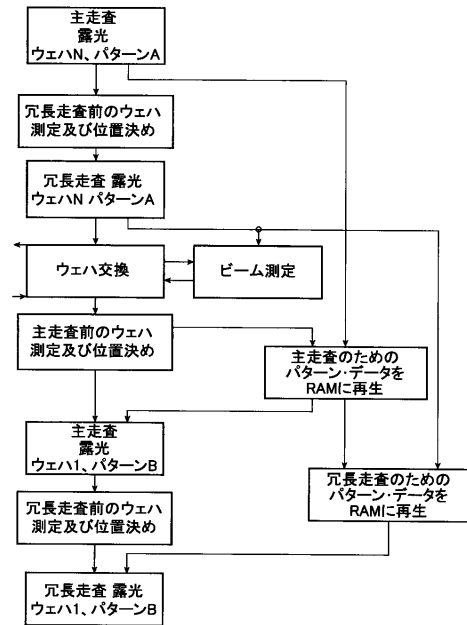 主走査
露光
ウェハN、パターンA
冗長走査前のウェハ
測定及び位置決め
冗長走査 露光
ウェハN パターンA
ウェハ交換
ビーム測定
主走査前のウェハ
測定及び位置決め
主走査のための
パターン・データを
RAMに再生
主走査
露光
ウェハ1、パターンB
冗長走査のための
パターン・データを
RAMに再生
冗長走査前のウェハ
測定及び位置決め
冗長走査 露光
ウェハ1、パターンB